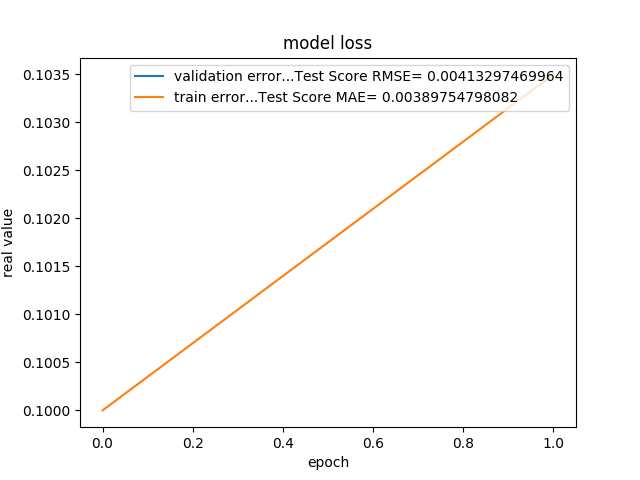 model loss
validation error...Test Score RMSE= 0.00413297469964
train error...Test Score MAE= 0.00389754798082
0.1035
0.1030
0.1025
0.1020
0.1015
0.1010
0.1005
0.1000
real value
0.0 0.2 0.4 0.6 0.8 1.0
epoch